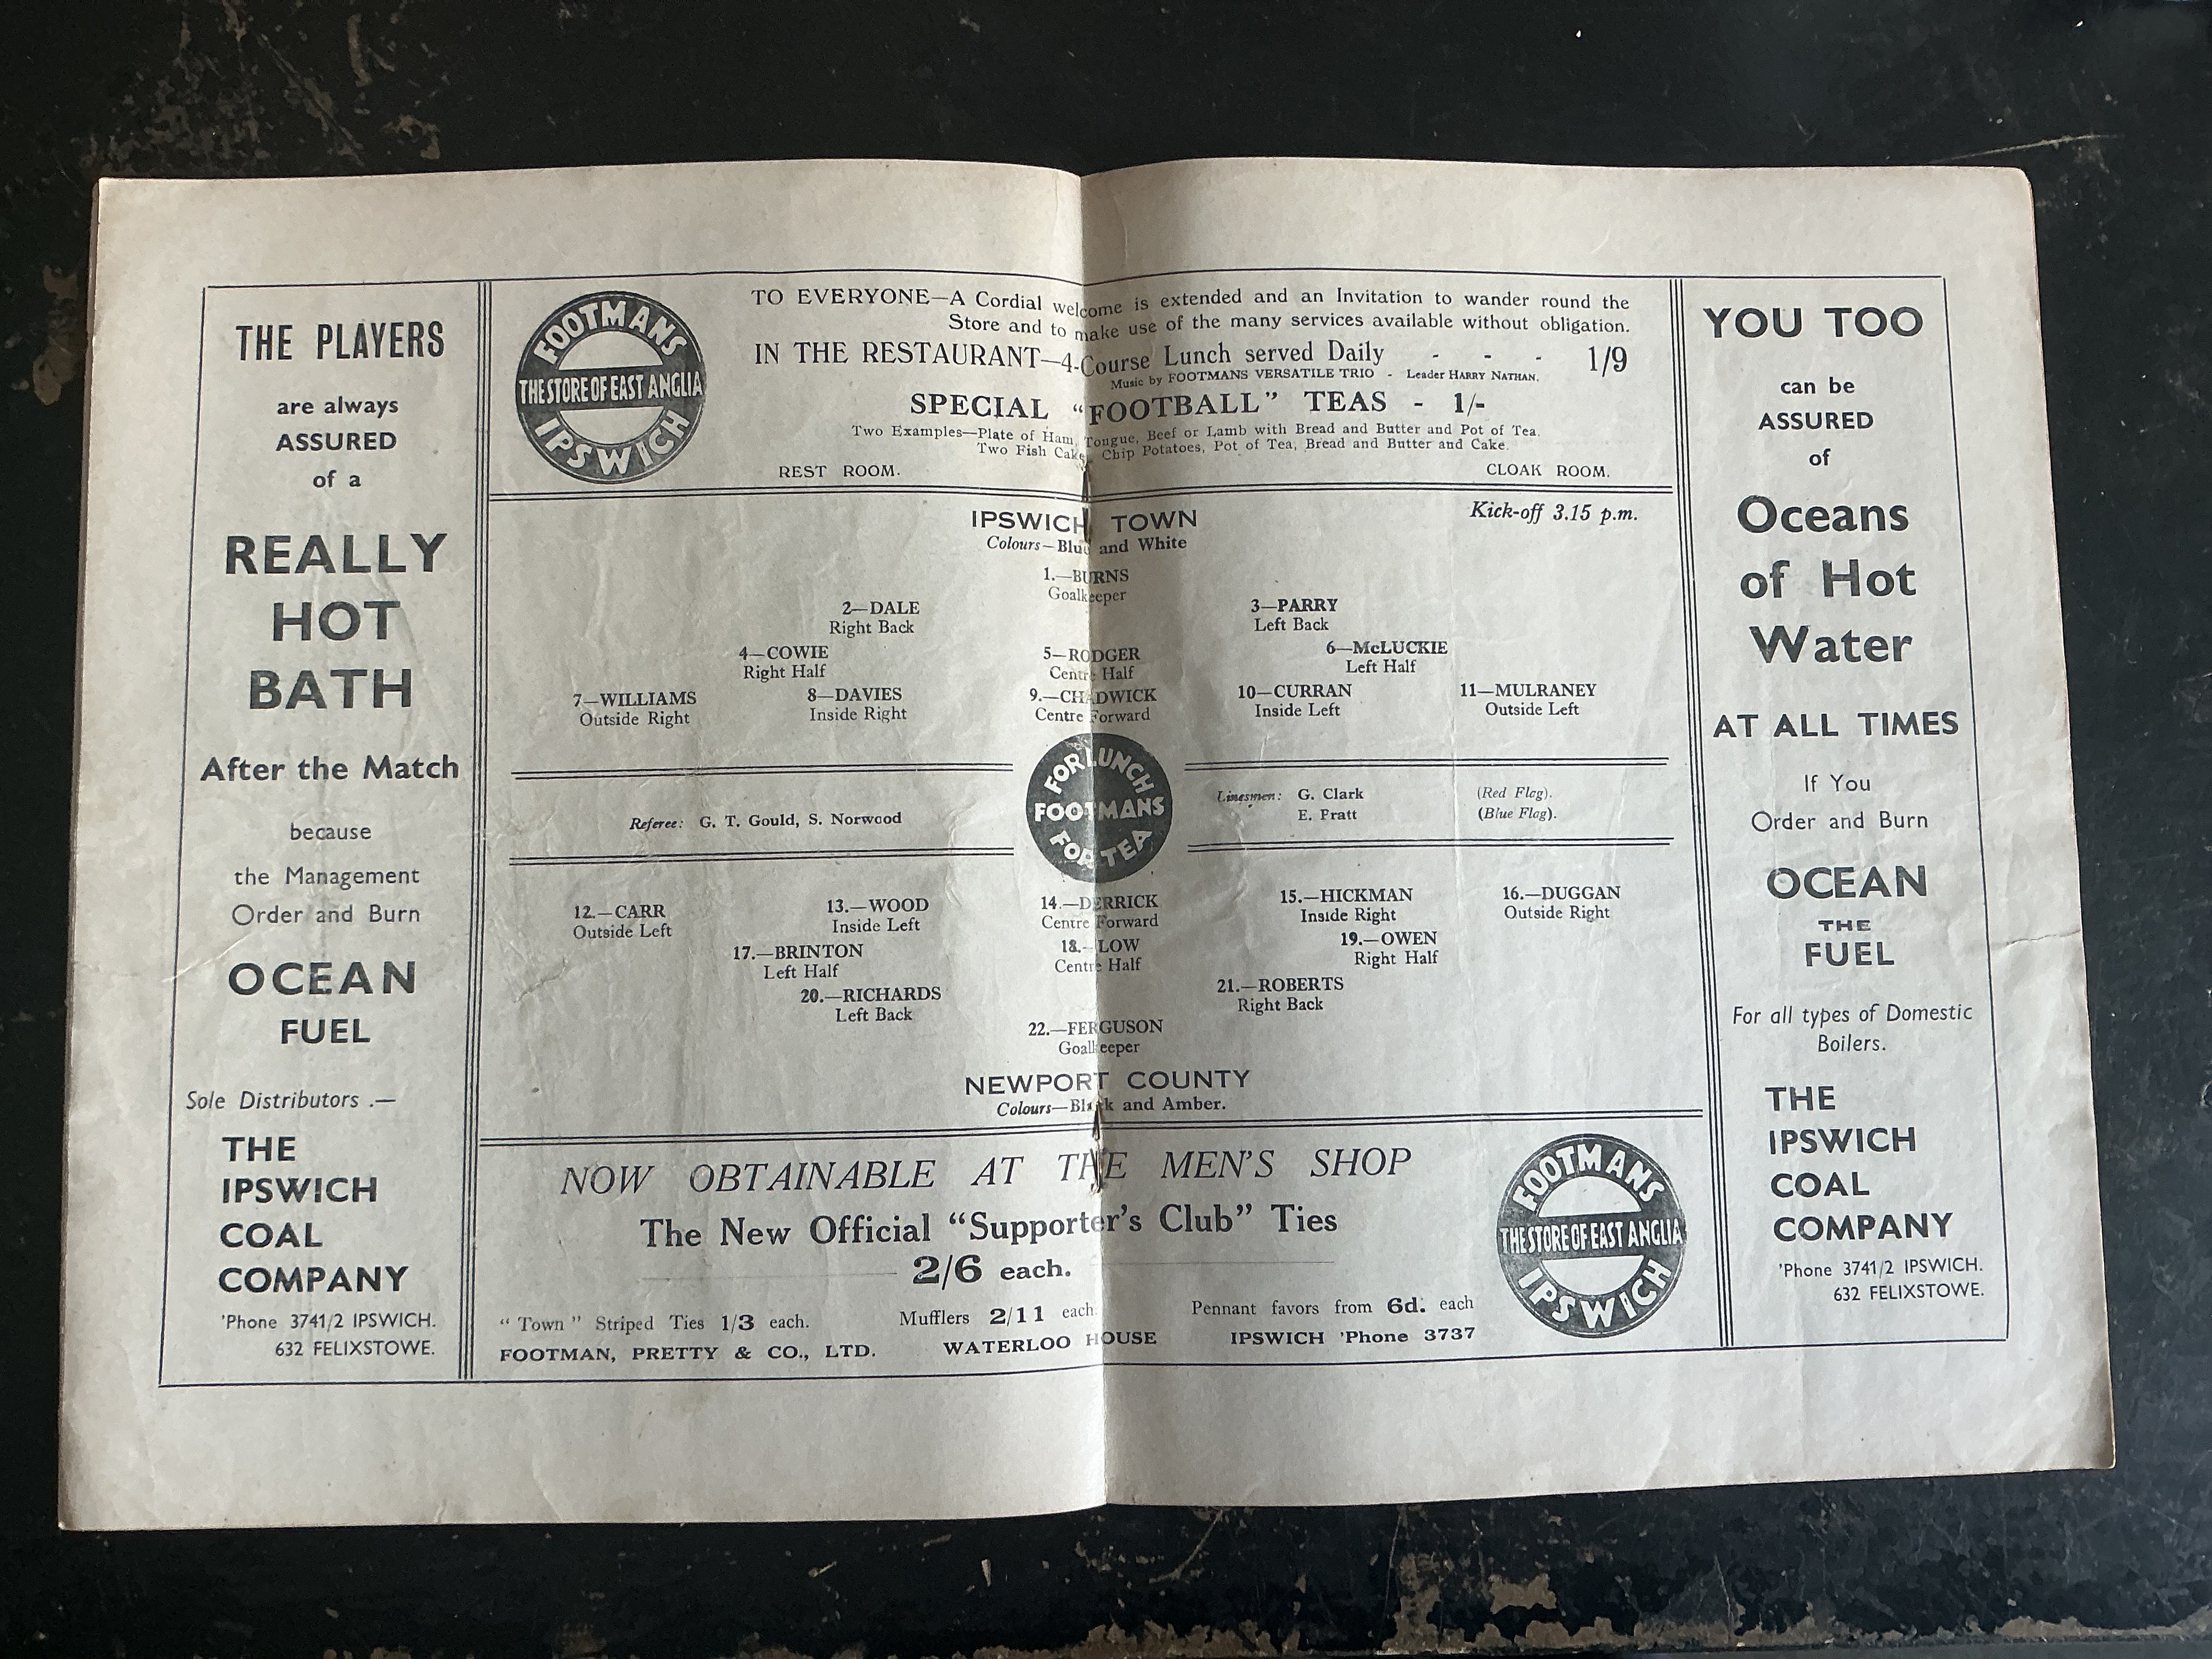 THE PLAYERS
are always
ASSURED
of a
REALLY
HOT
BATH
After the Match
because
the Management
Order and Burn
OCEAN
FUEL
Sole Distributors .—
THE
IPSWICH
COAL
COMPANY
'Phone 3741/2 IPSWICH.
632 FELIXSTOWE.
FOOTMANS
THE STORE OF EAST ANGLIA
IPSWICH
TO EVERYONE—A Cordial welcome is extended and an Invitation to wander round the
Store and to make use of the many services available without obligation.
IN THE RESTAURANT—4-Course Lunch served Daily - - - 1/9
Music by FOOTMANS VERSATILE TRIO - Leader HARRY NATHAN.
SPECIAL "FOOTBALL" TEAS - 1/-
Two Examples—Plate of Ham, Tongue, Beef or Lamb with Bread and Butter and Pot of Tea.
Two Fish Cakes, Chip Potatoes, Pot of Tea, Bread and Butter and Cake.
REST ROOM. CLOAK ROOM.
IPSWICH TOWN Kick-off 3.15 p.m.
Colours—Blue and White
1.—BURNS
Goalkeeper
2—DALE 3—PARRY
Right Back Left Back
4—COWIE 5—RODGER 6—McLUCKIE
Right Half Centre Half Left Half
7—WILLIAMS 8—DAVIES 9.—CHADWICK 10—CURRAN 11—MULRANEY
Outside Right Inside Right Centre Forward Inside Left Outside Left
FOR LUNCH
FOOTMANS
FOR TEA
Referee: G. T. Gould, S. Norwood
Linesmen: G. Clark (Red Flag).
E. Pratt (Blue Flag).
12.—CARR 13.—WOOD 14.—DERRICK 15.—HICKMAN 16.—DUGGAN
Outside Left Inside Left Centre Forward Inside Right Outside Right
17.—BRINTON 18.—LOW 19.—OWEN
Left Half Centre Half Right Half
20.—RICHARDS 21.—ROBERTS
Left Back Right Back
22.—FERGUSON
Goalkeeper
NEWPORT COUNTY
Colours—Black and Amber.
NOW OBTAINABLE AT THE MEN'S SHOP
The New Official "Supporter's Club" Ties
2/6 each.
"Town" Striped Ties 1/3 each. Mufflers 2/11 each Pennant favors from 6d. each
FOOTMAN, PRETTY & CO., LTD. WATERLOO HOUSE IPSWICH 'Phone 3737
FOOTMANS
THE STORE OF EAST ANGLIA
IPSWICH
YOU TOO
can be
ASSURED
of
Oceans
of Hot
Water
AT ALL TIMES
If You
Order and Burn
OCEAN
THE
FUEL
For all types of Domestic
Boilers.
THE
IPSWICH
COAL
COMPANY
'Phone 3741/2 IPSWICH.
632 FELIXSTOWE.